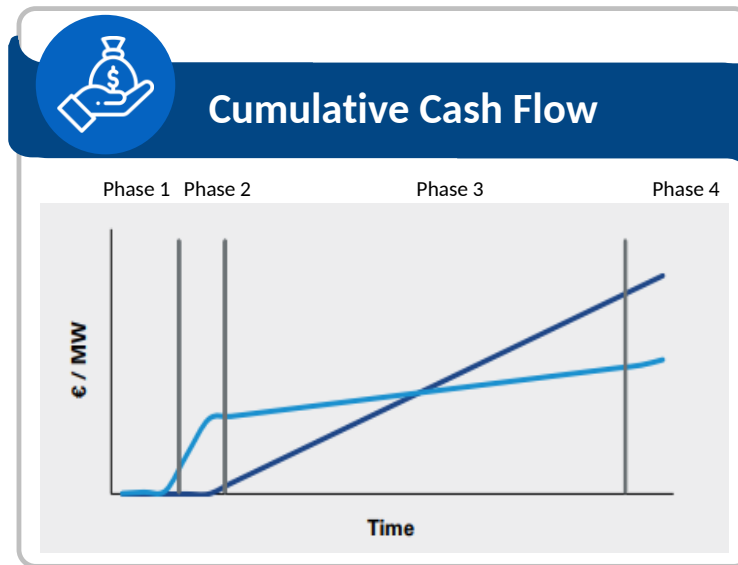 $
Cumulative Cash Flow
Phase 1 Phase 2 Phase 3 Phase 4
€ / MW
Time